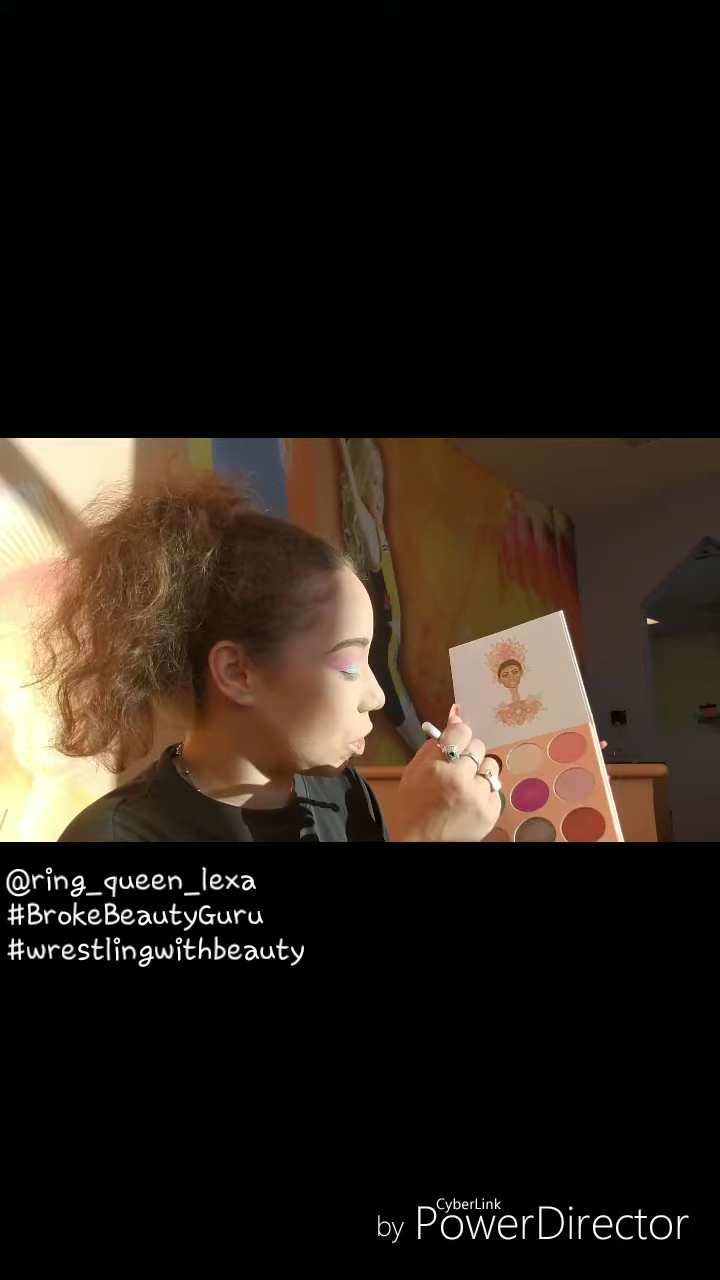 @ring_queen_lexa
#BrokeBeautyGuru
#wrestlingwithbeauty
CyberLink
by PowerDirector